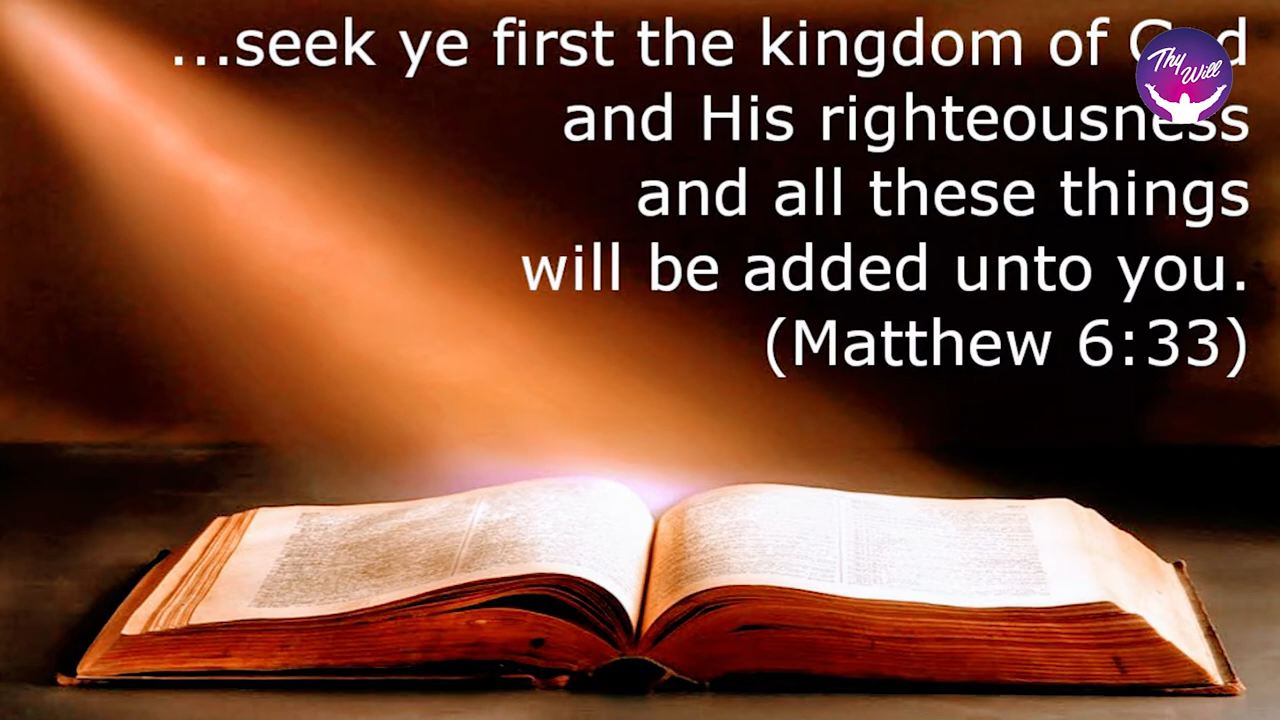 ...seek ye first the kingdom of God
and His righteousness
and all these things
will be added unto you.
(Matthew 6:33)
Thy Will